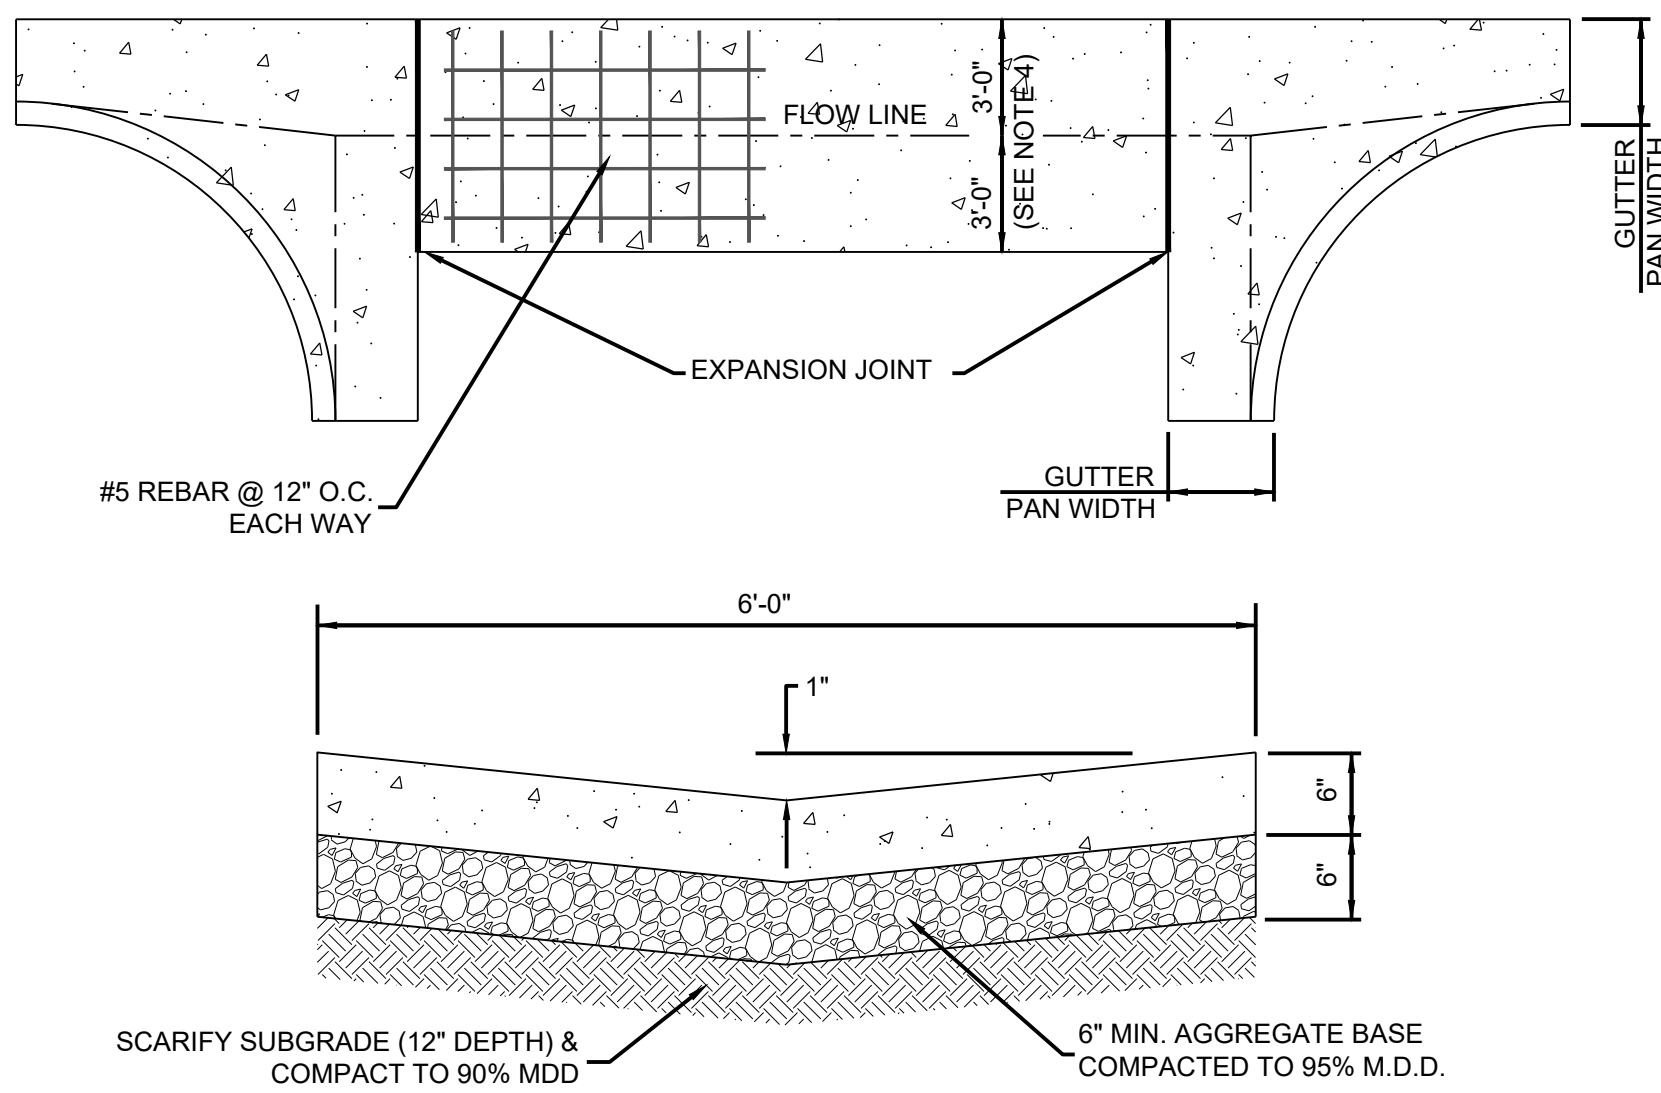 FLOW LINE
3'-0"
3'-0"
(SEE NOTE 4)
GUTTER
PAN WIDTH
EXPANSION JOINT
GUTTER
PAN WIDTH
#5 REBAR @ 12" O.C.
EACH WAY
6'-0"
1"
6"
6"
SCARIFY SUBGRADE (12" DEPTH) &
COMPACT TO 90% MDD
6" MIN. AGGREGATE BASE
COMPACTED TO 95% M.D.D.